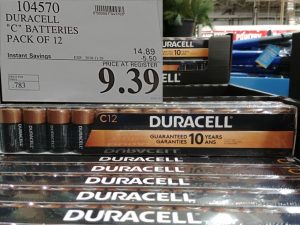 104570
DURACELL
"C" BATTERIES
PACK OF 12
Instant Savings
14.89
-5.50
PRICE AT REGISTER
9.39
.783
C12
DURACELL
GUARANTEED
GARANTIES
10 YEARS
ANS
DURACELL
DURACELL
DURACELL
DURACELL